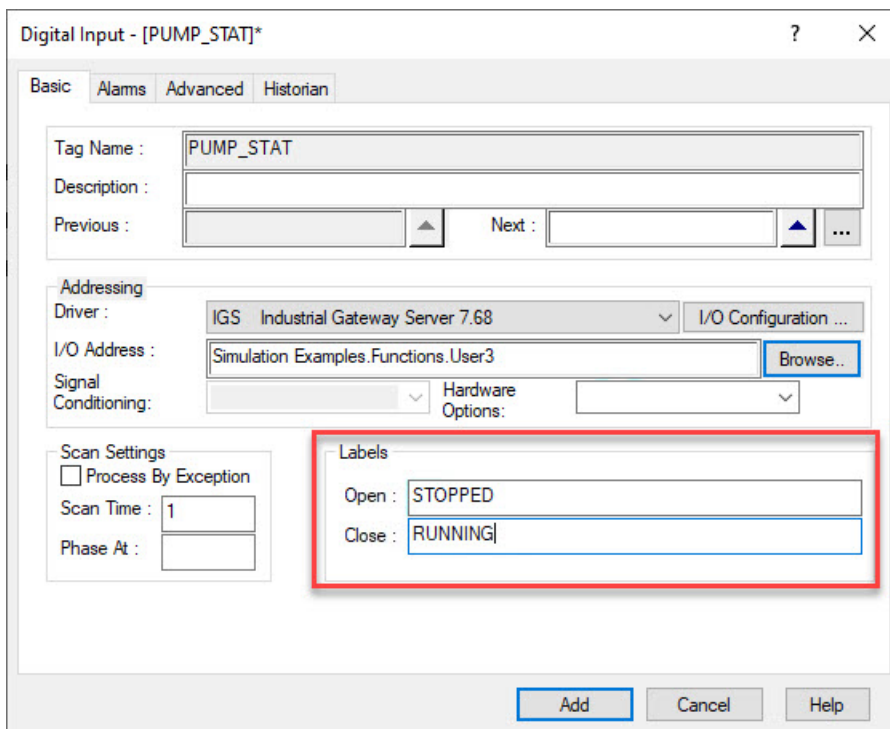 Digital Input - [PUMP_STAT]*
Basic Alarms Advanced Historian
Tag Name : PUMP_STAT
Description :
Previous : Next : ...
Addressing
Driver : IGS Industrial Gateway Server 7.68 I/O Configuration ...
I/O Address : Simulation Examples.Functions.User3 Browse..
Signal Conditioning: Hardware Options:
Scan Settings
Process By Exception
Scan Time : 1
Phase At :
Labels
Open : STOPPED
Close : RUNNING
Add Cancel Help